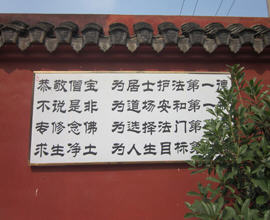 恭敬僧宝 为居士护法第一
不说是非 为道场安和第一
专修念佛 为选择法门第
求生净土 为人生目标第